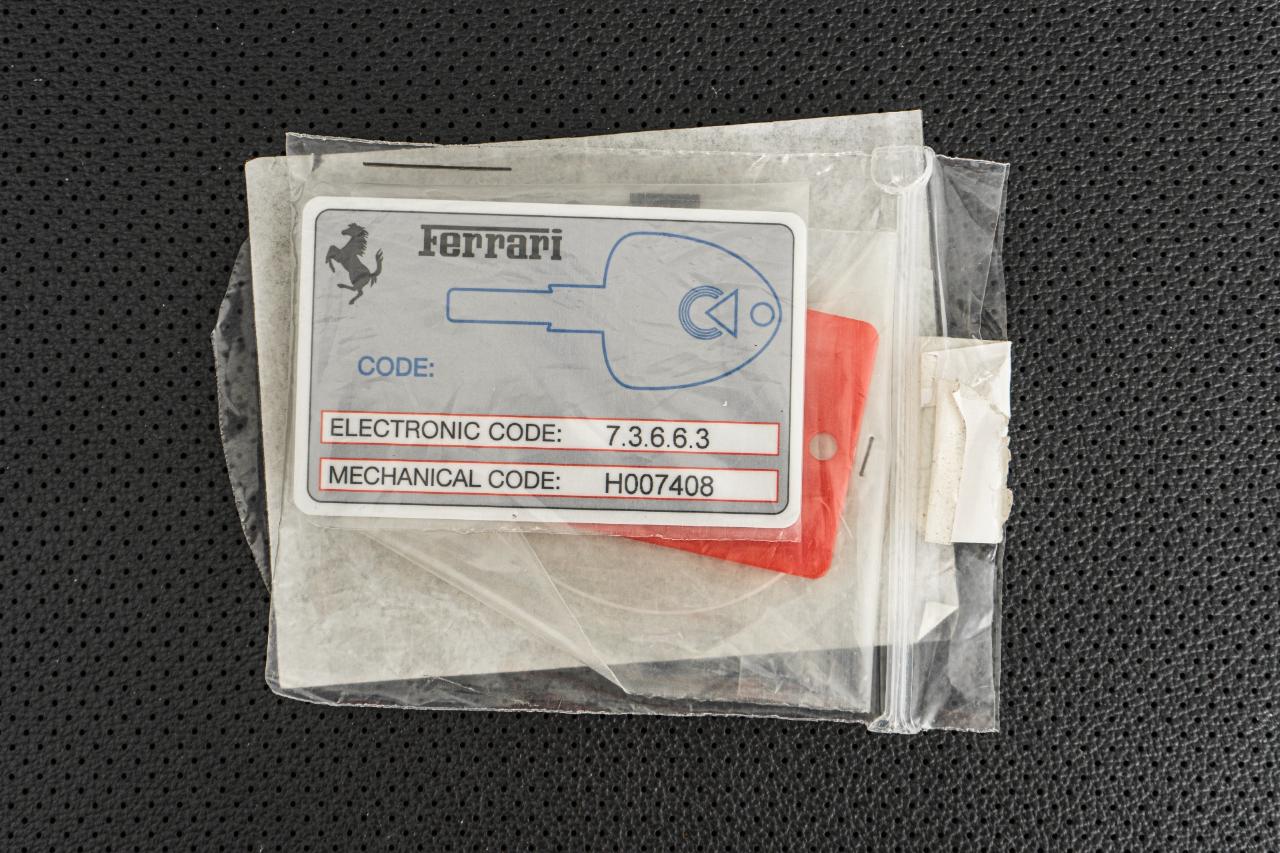 Ferrari
CODE:
ELECTRONIC CODE: 7.3.6.6.3
MECHANICAL CODE: H007408